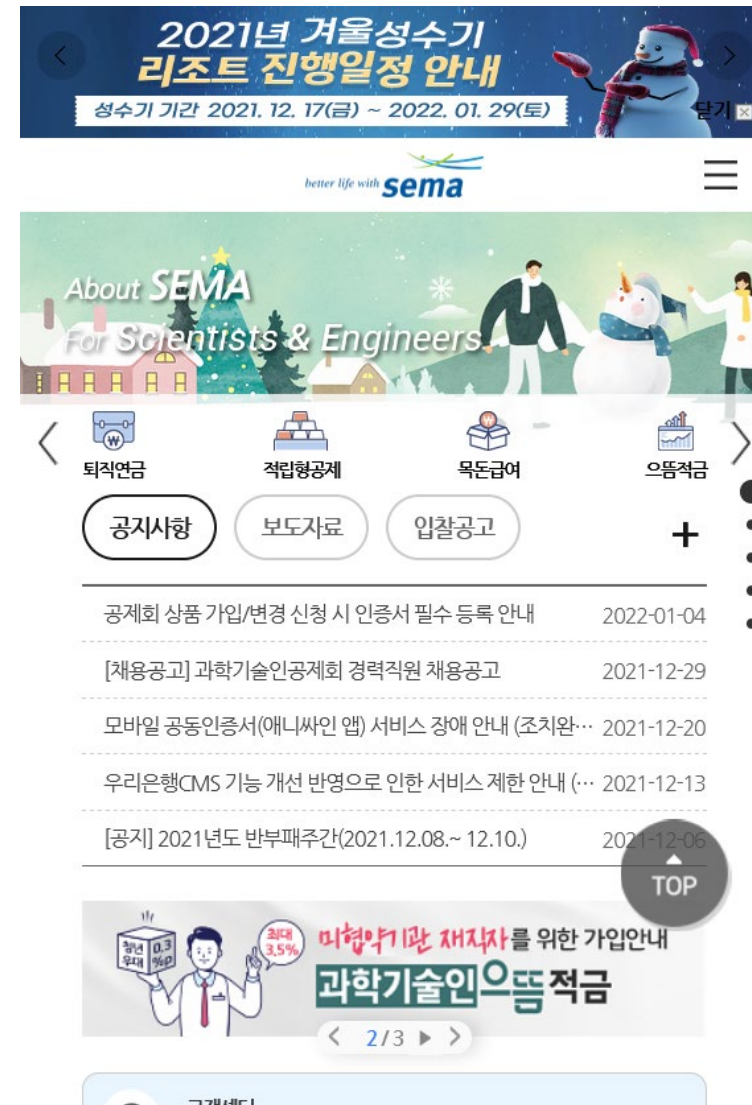 2021년 겨울성수기
리조트 진행일정 안내
성수기 기간 2021. 12. 17(금) ~ 2022. 01. 29(토)
닫기
better life with sema
About SEMA
For Scientists & Engineers
퇴직연금 적립형공제 목돈급여 으뜸적금
공지사항 보도자료 입찰공고 +
공제회 상품 가입/변경 신청 시 인증서 필수 등록 안내 2022-01-04
[채용공고] 과학기술인공제회 경력직원 채용공고 2021-12-29
모바일 공동인증서(애니싸인 앱) 서비스 장애 안내 (조치완… 2021-12-20
우리은행CMS 기능 개선 반영으로 인한 서비스 제한 안내 (… 2021-12-13
[공지] 2021년도 반부패주간(2021.12.08.~ 12.10.) 2021-12-06
TOP
청년 0.3
우대 %p
최대
3.5%
미협약기관 재직자를 위한 가입안내
과학기술인으뜸적금
2/3
고객센터